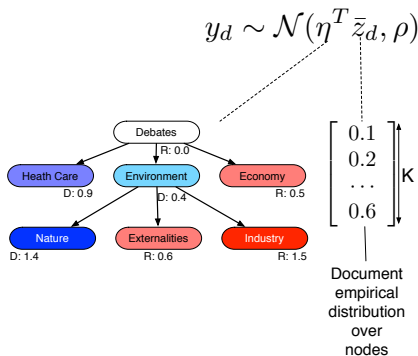 y_d ∼ N(η^T z̄_d, ρ)
Debates
R: 0.0
Heath Care
Environment
Economy
D: 0.9
D: 0.4
R: 0.5
Nature
Externalities
Industry
D: 1.4
R: 0.6
R: 1.5
0.1
0.2
...
0.6
K
Document
empirical
distribution
over
nodes